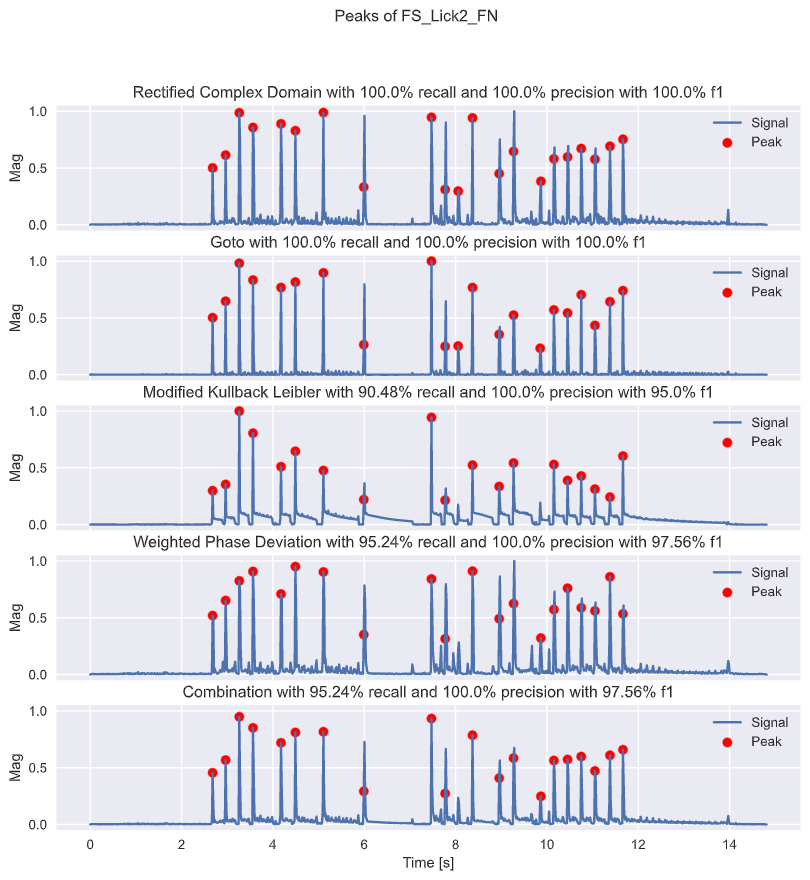 Peaks of FS_Lick2_FN
Rectified Complex Domain with 100.0% recall and 100.0% precision with 100.0% f1
1.0
0.5
0.0
Mag
Signal
Peak
Goto with 100.0% recall and 100.0% precision with 100.0% f1
1.0
0.5
0.0
Mag
Signal
Peak
Modified Kullback Leibler with 90.48% recall and 100.0% precision with 95.0% f1
1.0
0.5
0.0
Mag
Signal
Peak
Weighted Phase Deviation with 95.24% recall and 100.0% precision with 97.56% f1
1.0
0.5
0.0
Mag
Signal
Peak
Combination with 95.24% recall and 100.0% precision with 97.56% f1
1.0
0.5
0.0
Mag
Signal
Peak
0 2 4 6 8 10 12 14
Time [s]